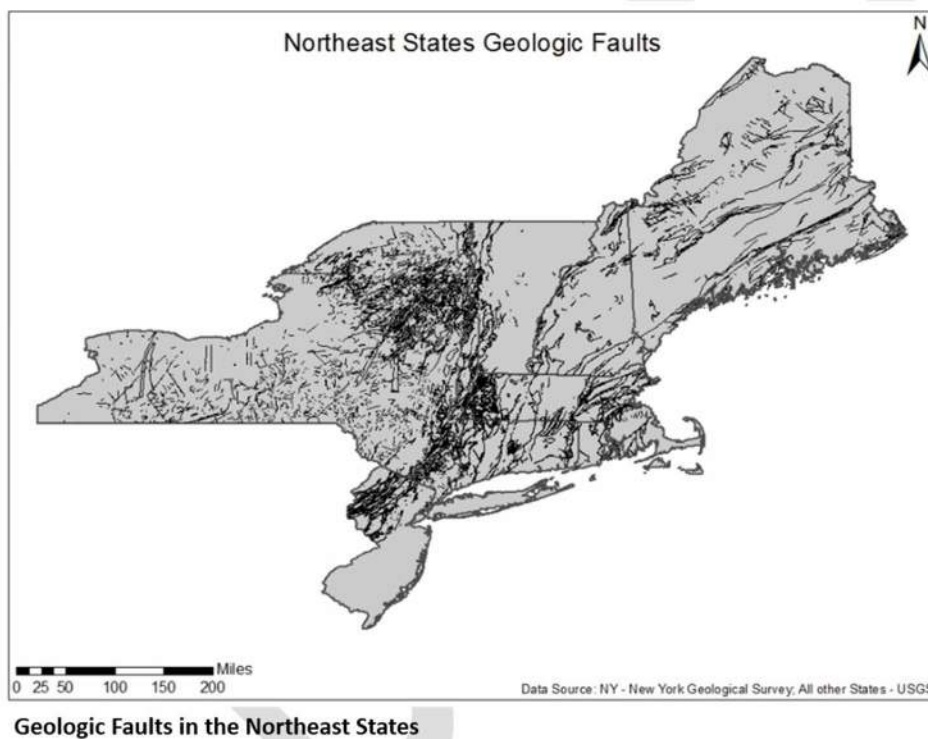 Northeast States Geologic Faults
N
Miles
0 25 50 100 150 200
Data Source: NY - New York Geological Survey; All other States - USGS
Geologic Faults in the Northeast States